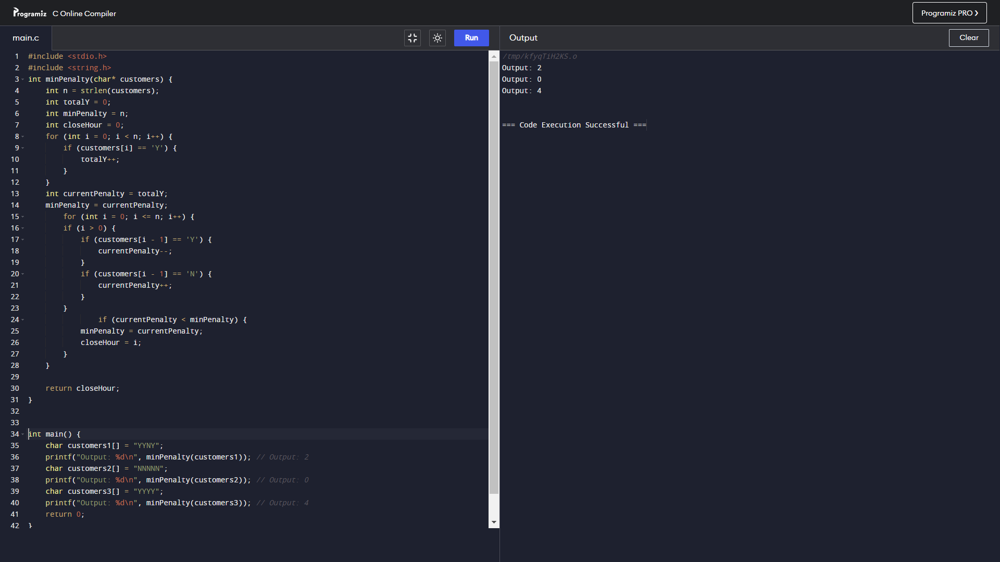 Programiz C Online Compiler
Programiz PRO ❯
main.c
Run
Output
Clear
1 #include <stdio.h>
2 #include <string.h>
3 int minPenalty(char* customers) {
4     int n = strlen(customers);
5     int totalY = 0;
6     int minPenalty = n;
7     int closeHour = 0;
8     for (int i = 0; i < n; i++) {
9         if (customers[i] == 'Y') {
10             totalY++;
11         }
12     }
13     int currentPenalty = totalY;
14     minPenalty = currentPenalty;
15         for (int i = 0; i <= n; i++) {
16         if (i > 0) {
17             if (customers[i - 1] == 'Y') {
18                 currentPenalty--;
19             }
20             if (customers[i - 1] == 'N') {
21                 currentPenalty++;
22             }
23         }
24                 if (currentPenalty < minPenalty) {
25             minPenalty = currentPenalty;
26             closeHour = i;
27         }
28     }
29
30     return closeHour;
31 }
32
33
34 int main() {
35     char customers1[] = "YYNY";
36     printf("Output: %d\n", minPenalty(customers1)); // Output: 2
37     char customers2[] = "NNNNN";
38     printf("Output: %d\n", minPenalty(customers2)); // Output: 0
39     char customers3[] = "YYYY";
40     printf("Output: %d\n", minPenalty(customers3)); // Output: 4
41     return 0;
42 }
/tmp/kfyqTiH2KS.o
Output: 2
Output: 0
Output: 4
=== Code Execution Successful ===